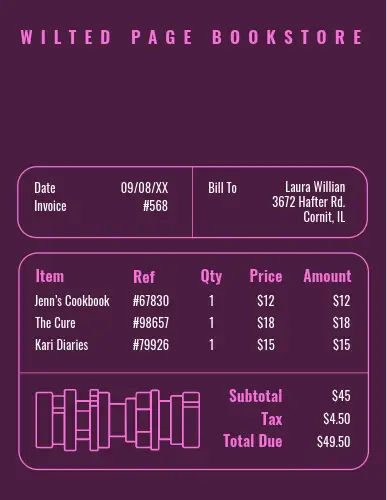 WILTED PAGE BOOKSTORE
Date 09/08/XX
Invoice #568
Bill To Laura Willian
3672 Hafter Rd.
Cornit, IL
Item Ref Qty Price Amount
Jenn's Cookbook #67830 1 $12 $12
The Cure #98657 1 $18 $18
Kari Diaries #79926 1 $15 $15
Subtotal $45
Tax $4.50
Total Due $49.50